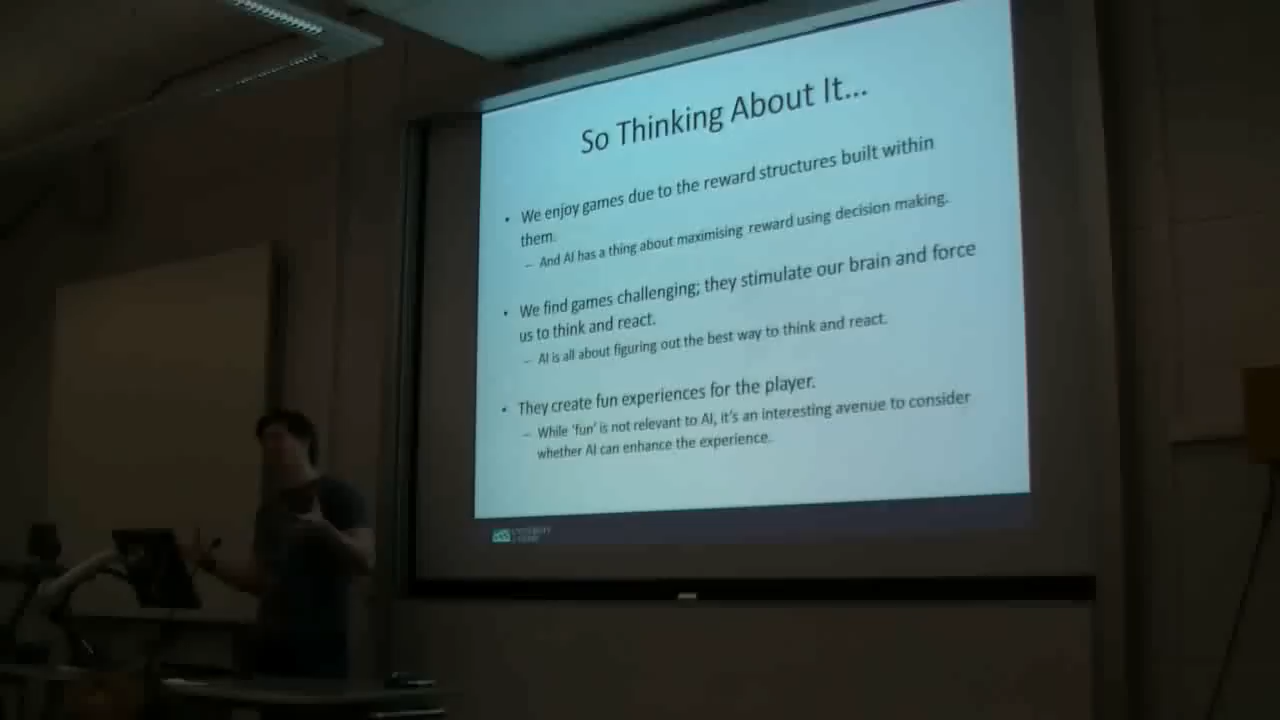 So Thinking About It...
• We enjoy games due to the reward structures built within
them.
– And AI has a thing about maximising reward using decision making.
• We find games challenging; they stimulate our brain and force
us to think and react.
– AI is all about figuring out the best way to think and react.
• They create fun experiences for the player.
– While 'fun' is not relevant to AI, it's an interesting avenue to consider
whether AI can enhance the experience.